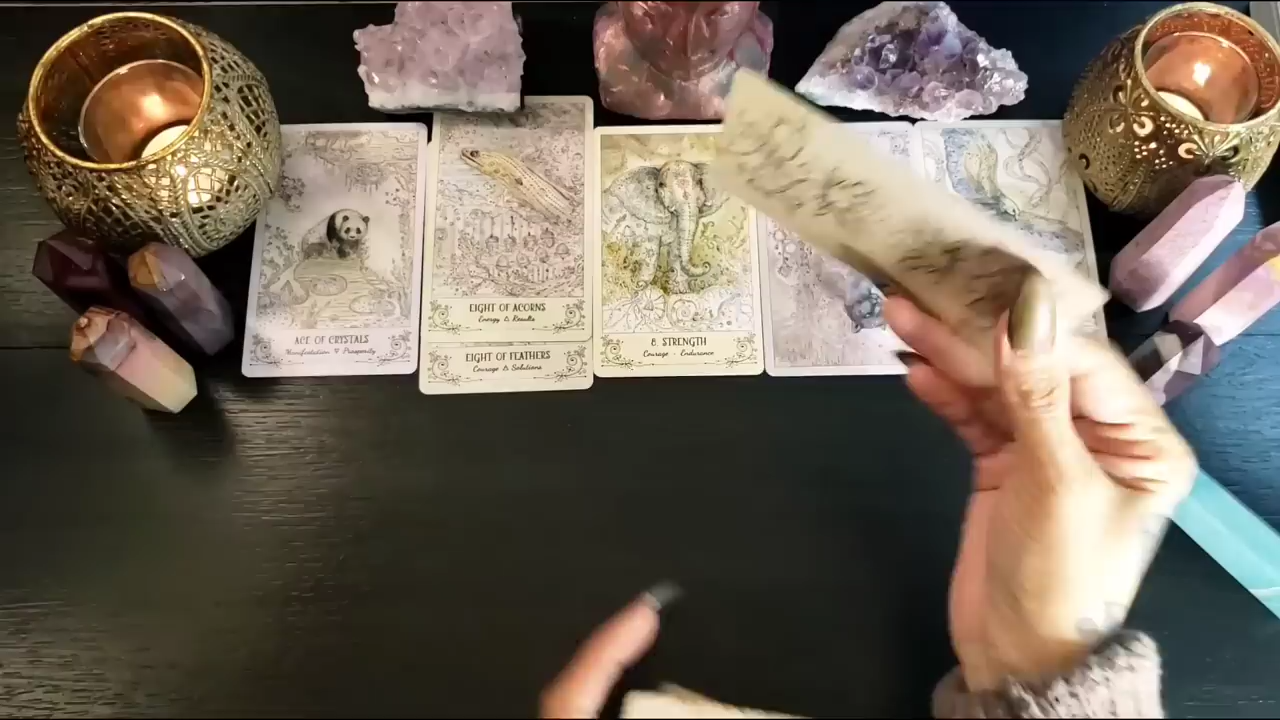 ACE OF CRYSTALS
Manifestation & Prosperity
EIGHT OF ACORNS
Energy & Results
EIGHT OF FEATHERS
Courage & Solutions
8. STRENGTH
Courage - Endurance